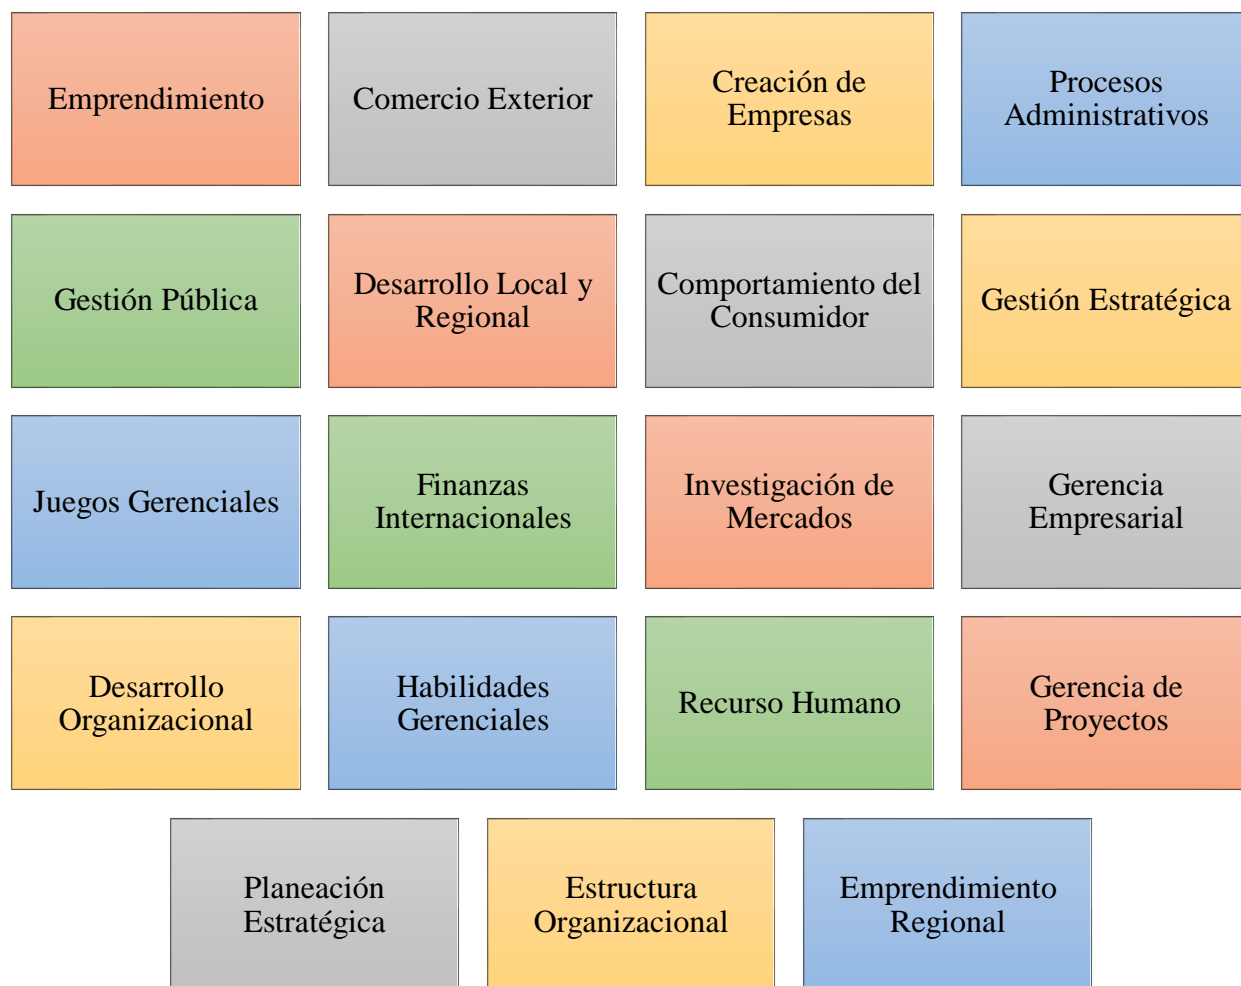 Emprendimiento
Comercio Exterior
Creación de
Empresas
Procesos
Administrativos
Gestión Pública
Desarrollo Local y
Regional
Comportamiento del
Consumidor
Gestión Estratégica
Juegos Gerenciales
Finanzas
Internacionales
Investigación de
Mercados
Gerencia
Empresarial
Desarrollo
Organizacional
Habilidades
Gerenciales
Recurso Humano
Gerencia de
Proyectos
Planeación
Estratégica
Estructura
Organizacional
Emprendimiento
Regional